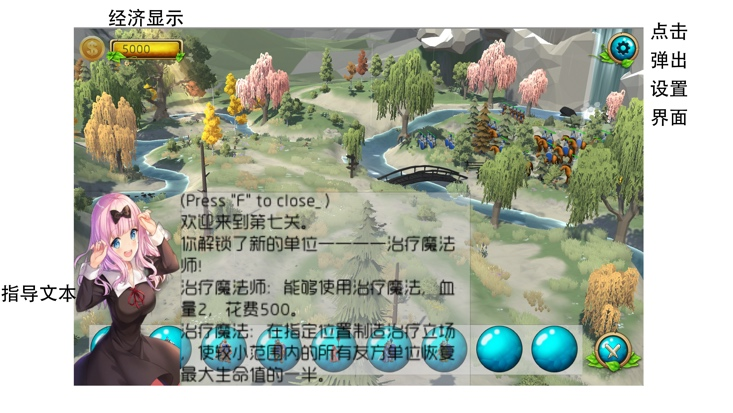 经济显示
5000
点击
弹出
设置
界面
(Press "F" to close_ )
欢迎来到第七关。
你解锁了新的单位————治疗魔法
师!
治疗魔法师：能够使用治疗魔法，血
量2，花费500。
治疗魔法：在指定位置制造治疗立场
，使较小范围内的所有友方单位恢复
最大生命值的一半。
指导文本